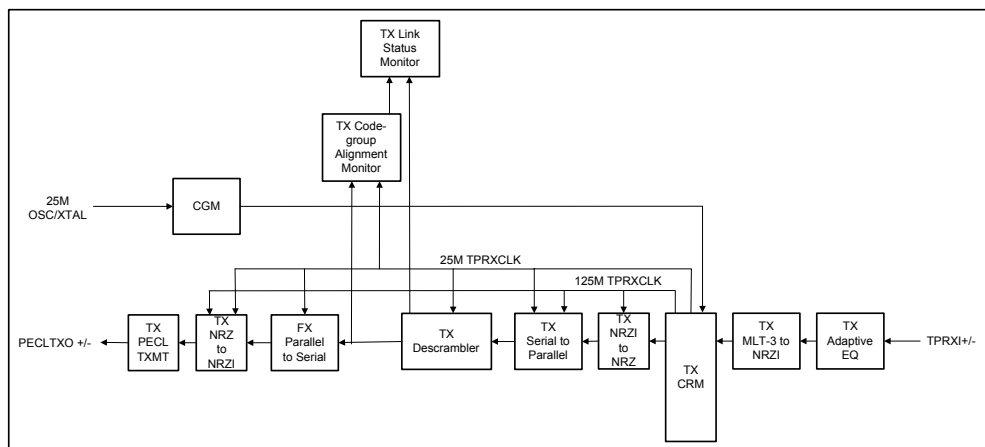 TX Link
Status
Monitor
TX Code-
group
Alignment
Monitor
25M
OSC/XTAL
CGM
25M TPRXCLK
125M TPRXCLK
PECLTXO +/-
TX
PECL
TXMT
TX
NRZ
to
NRZI
FX
Parallel
to Serial
TX
Descrambler
TX
Serial to
Parallel
TX
NRZI
to
NRZ
TX
CRM
TX
MLT-3 to
NRZI
TX
Adaptive
EQ
TPRXI+/-